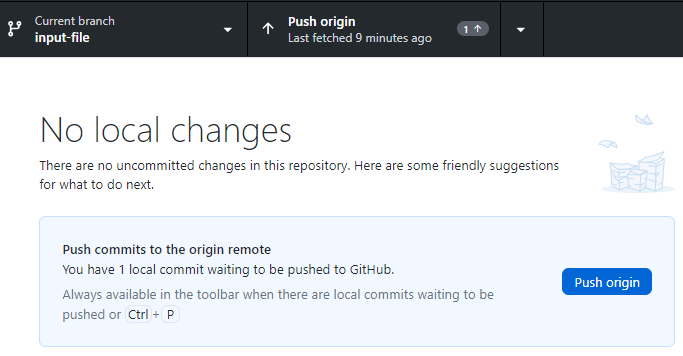 Current branch
input-file
Push origin
Last fetched 9 minutes ago
1
No local changes
There are no uncommitted changes in this repository. Here are some friendly suggestions
for what to do next.
Push commits to the origin remote
You have 1 local commit waiting to be pushed to GitHub.
Always available in the toolbar when there are local commits waiting to be
pushed or Ctrl + P
Push origin